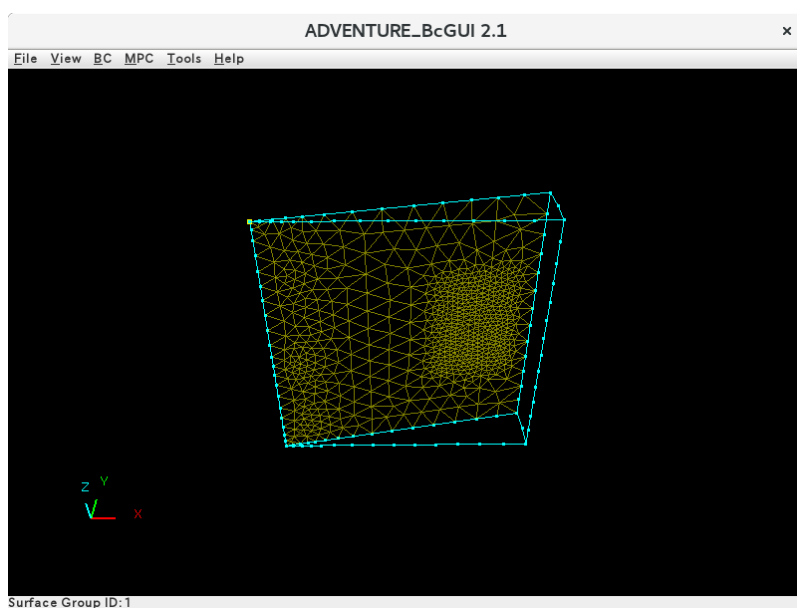 ADVENTURE_BcGUI 2.1
File View BC MPC Tools Help
Z Y
X
Surface Group ID: 1